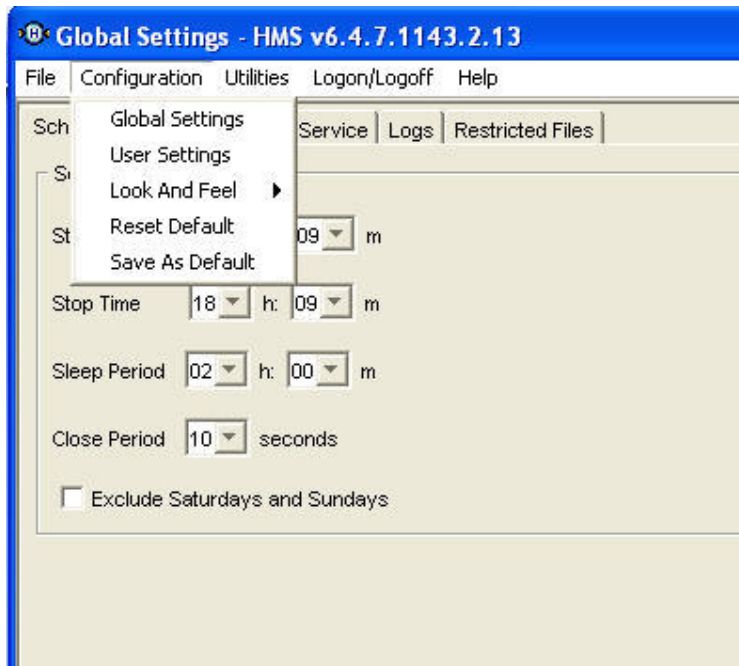 H Global Settings - HMS v6.4.7.1143.2.13
File Configuration Utilities Logon/Logoff Help
Global Settings
User Settings
Look And Feel
Reset Default
Save As Default
Sch Service Logs Restricted Files
St 09 m
Stop Time 18 h: 09 m
Sleep Period 02 h: 00 m
Close Period 10 seconds
Exclude Saturdays and Sundays